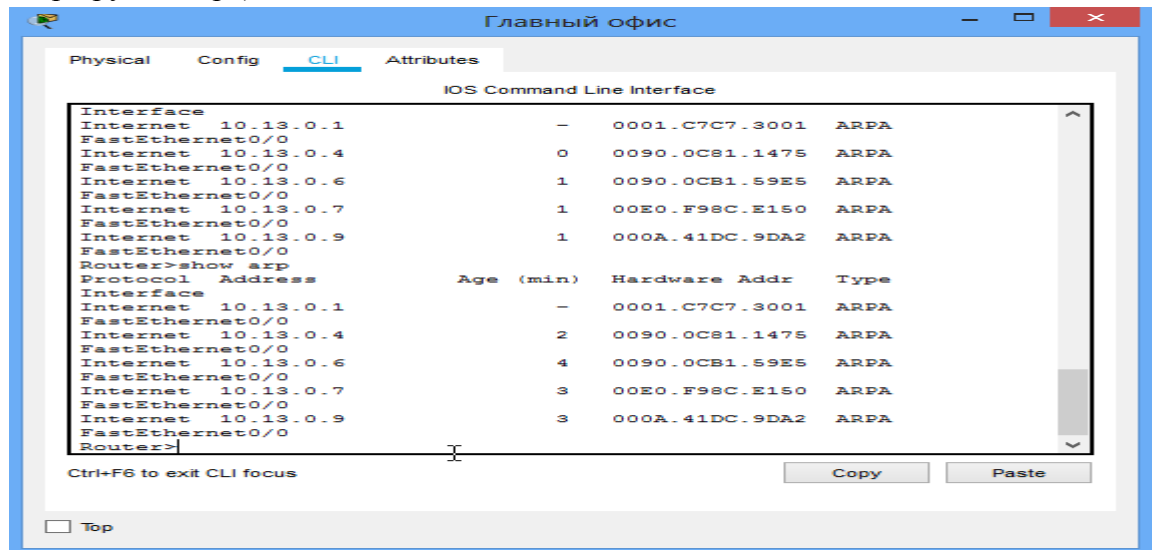 Главный офис
Physical Config CLI Attributes
IOS Command Line Interface
Interface
Internet 10.13.0.1 - 0001.C7C7.3001 ARPA
FastEthernet0/0
Internet 10.13.0.4 0 0090.0C81.1475 ARPA
FastEthernet0/0
Internet 10.13.0.6 1 0090.0CB1.59E5 ARPA
FastEthernet0/0
Internet 10.13.0.7 1 00E0.F98C.E150 ARPA
FastEthernet0/0
Internet 10.13.0.9 1 000A.41DC.9DA2 ARPA
FastEthernet0/0
Router>show arp
Protocol Address Age (min) Hardware Addr Type
Interface
Internet 10.13.0.1 - 0001.C7C7.3001 ARPA
FastEthernet0/0
Internet 10.13.0.4 2 0090.0C81.1475 ARPA
FastEthernet0/0
Internet 10.13.0.6 4 0090.0CB1.59E5 ARPA
FastEthernet0/0
Internet 10.13.0.7 3 00E0.F98C.E150 ARPA
FastEthernet0/0
Internet 10.13.0.9 3 000A.41DC.9DA2 ARPA
FastEthernet0/0
Router>
Ctrl+F6 to exit CLI focus Copy Paste
Top